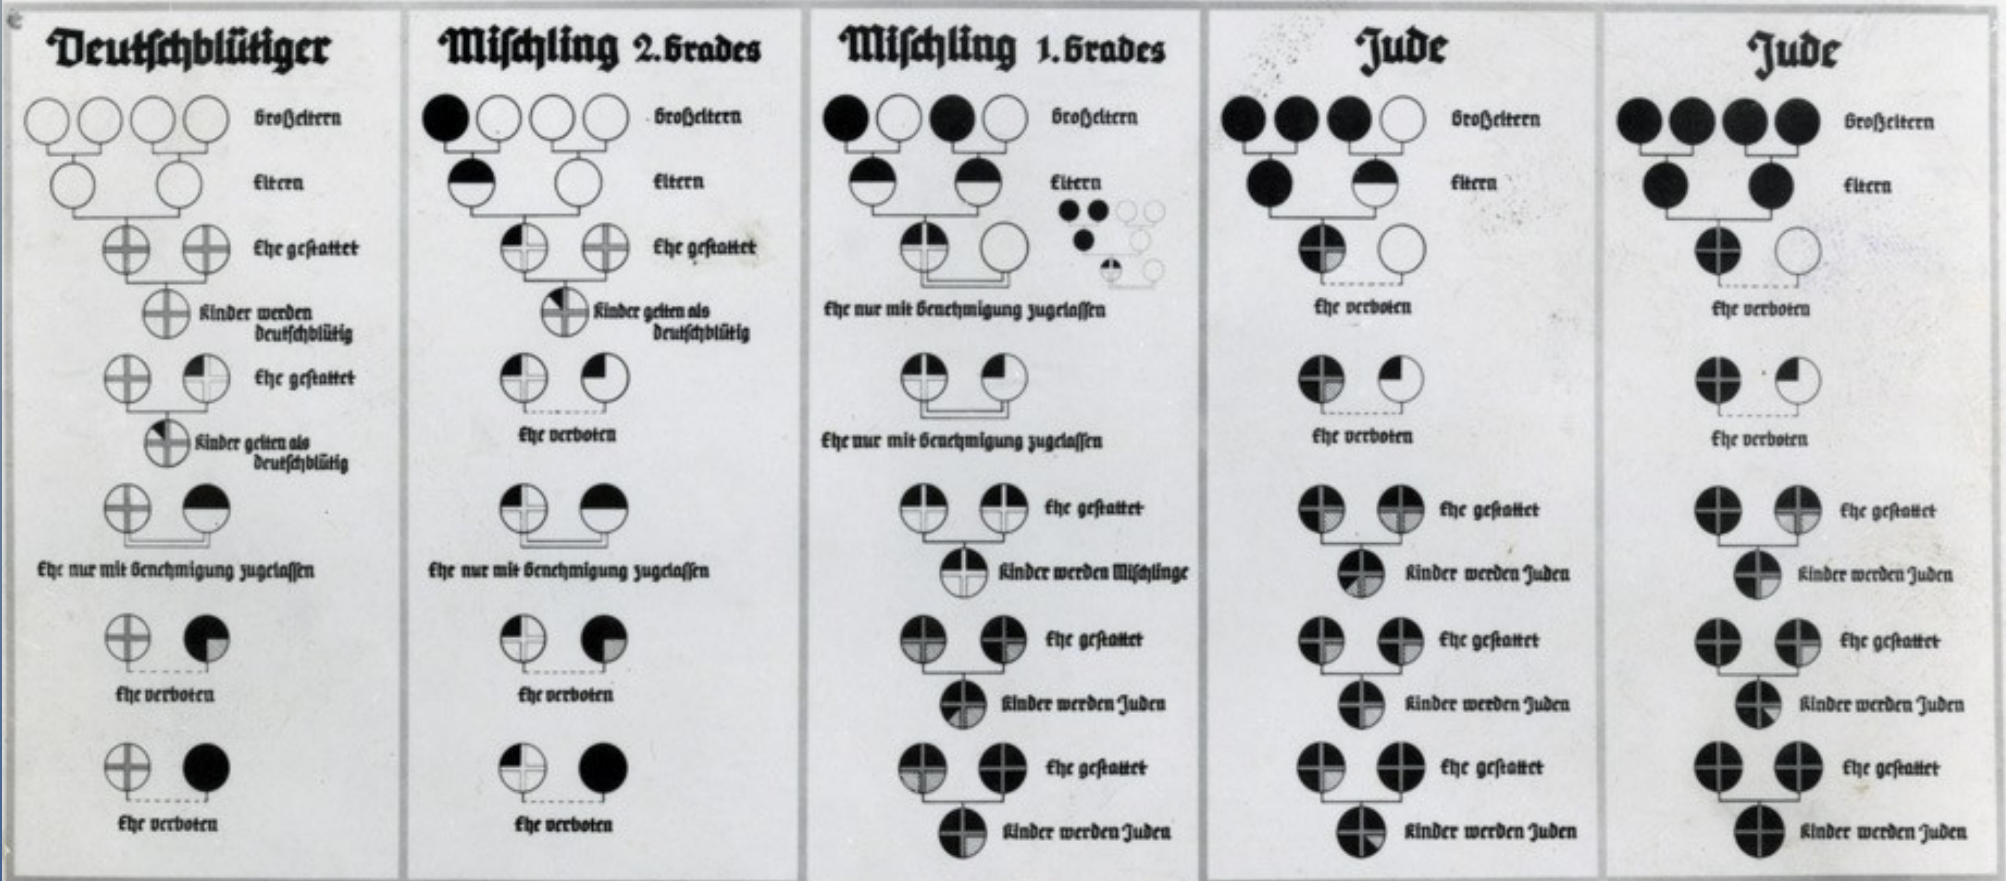 Deutschblütiger
Großeltern
Eltern
Ehe gestattet
Kinder werden
deutschblütig
Ehe gestattet
Kinder gelten als
deutschblütig
Ehe nur mit Genehmigung zugelassen
Ehe verboten
Ehe verboten
Mischling 2. Grades
Großeltern
Eltern
Ehe gestattet
Kinder gelten als
deutschblütig
Ehe verboten
Ehe nur mit Genehmigung zugelassen
Ehe verboten
Ehe verboten
Mischling 1. Grades
Großeltern
Eltern
Ehe nur mit Genehmigung zugelassen
Ehe nur mit Genehmigung zugelassen
Ehe gestattet
Kinder werden Mischlinge
Ehe gestattet
Kinder werden Juden
Ehe gestattet
Kinder werden Juden
Jude
Großeltern
Eltern
Ehe verboten
Ehe verboten
Ehe gestattet
Kinder werden Juden
Ehe gestattet
Kinder werden Juden
Ehe gestattet
Kinder werden Juden
Jude
Großeltern
Eltern
Ehe verboten
Ehe verboten
Ehe gestattet
Kinder werden Juden
Ehe gestattet
Kinder werden Juden
Ehe gestattet
Kinder werden Juden